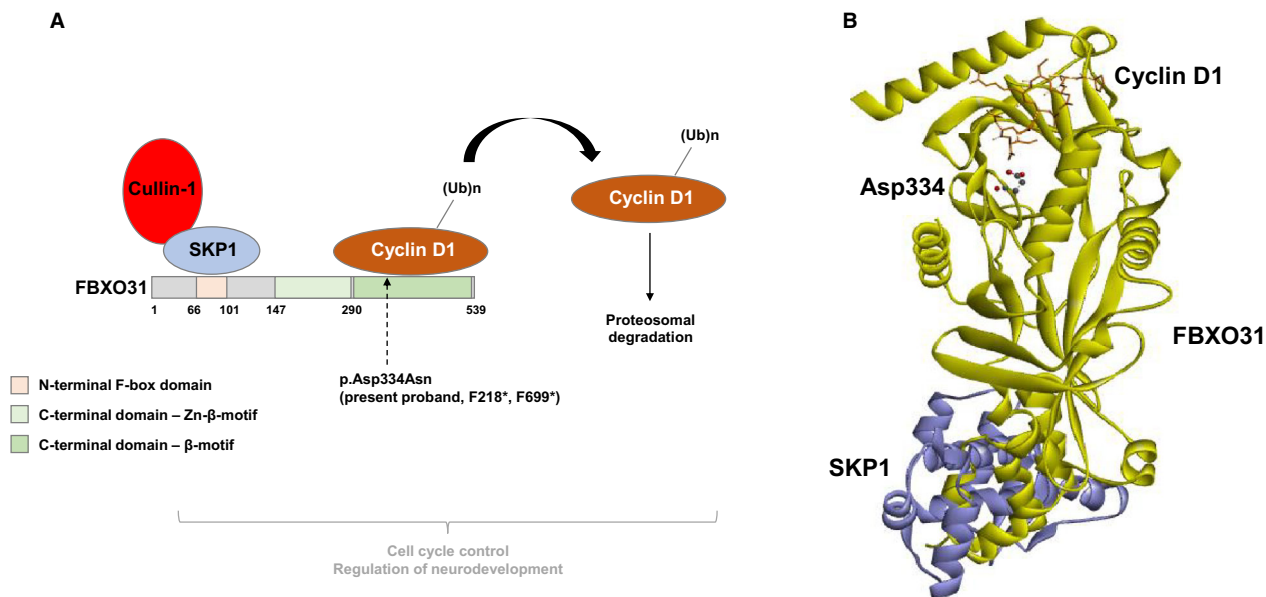 A
Cullin-1
SKP1
(Ub)n
Cyclin D1
(Ub)n
Cyclin D1
FBXO31
1 66 101 147 290 539
Proteosomal
degradation
p.Asp334Asn
(present proband, F218*, F699*)
N-terminal F-box domain
C-terminal domain – Zn-β-motif
C-terminal domain – β-motif
Cell cycle control
Regulation of neurodevelopment
B
Cyclin D1
Asp334
FBXO31
SKP1